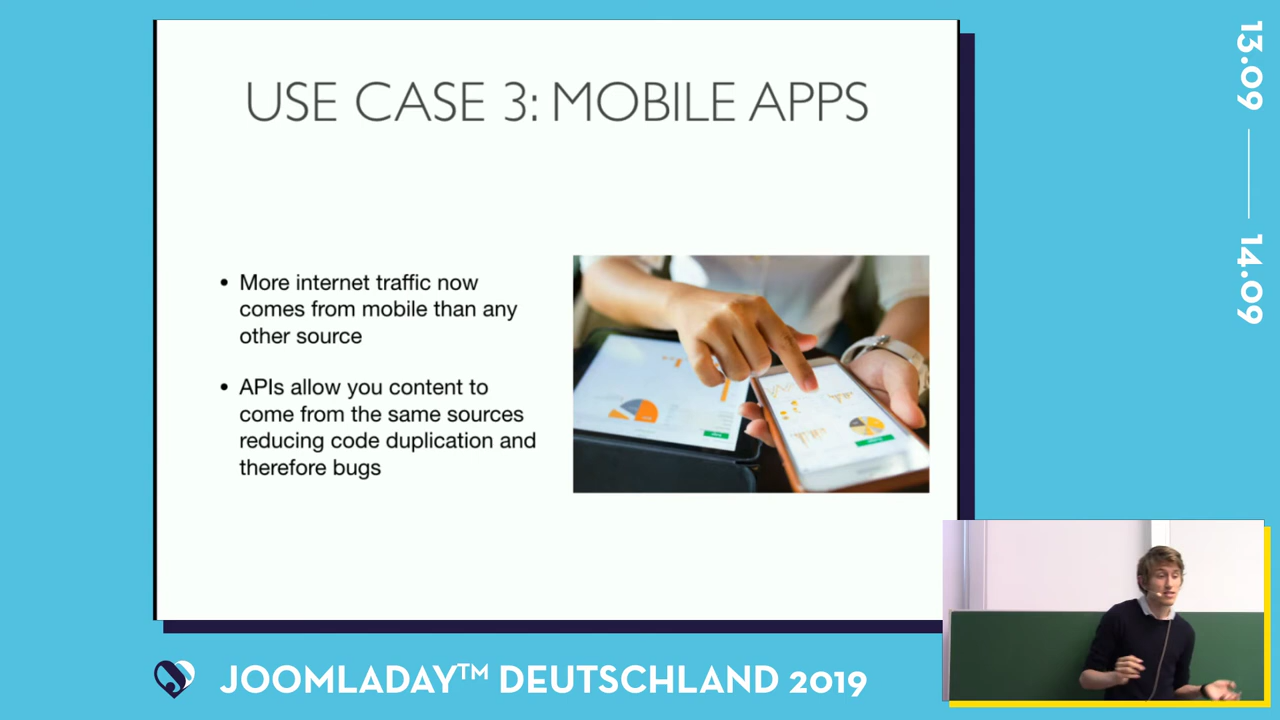 USE CASE 3: MOBILE APPS
• More internet traffic now
comes from mobile than any
other source
• APIs allow you content to
come from the same sources
reducing code duplication and
therefore bugs
JOOMLADAY™ DEUTSCHLAND 2019
13.09
14.09